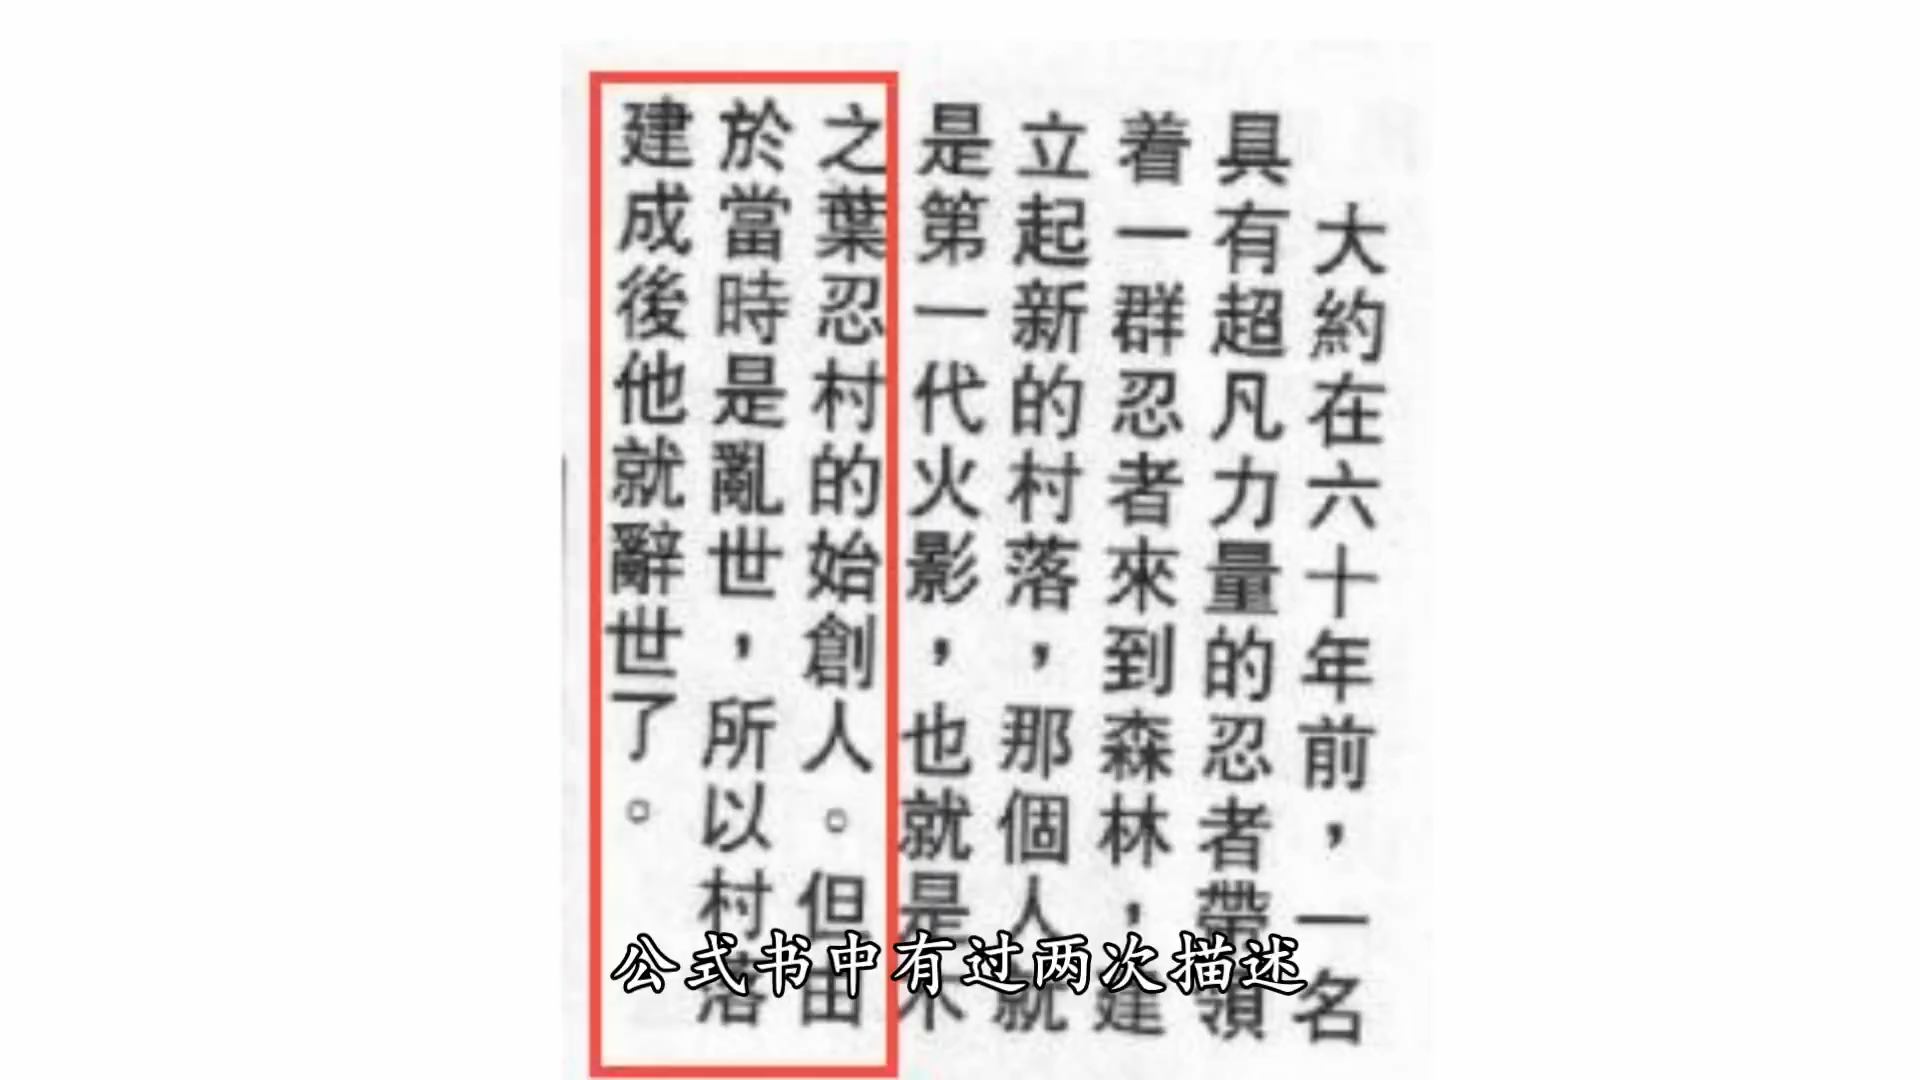 大約在六十年前，一名
具有超凡力量的忍者帶領
着一群忍者來到森林，建
立起新的村落，那個人就
是第一代火影，也就是木
之葉忍村的始創人。但由
於當時是亂世，所以村落
建成後他就辭世了。
公式书中有过两次描述